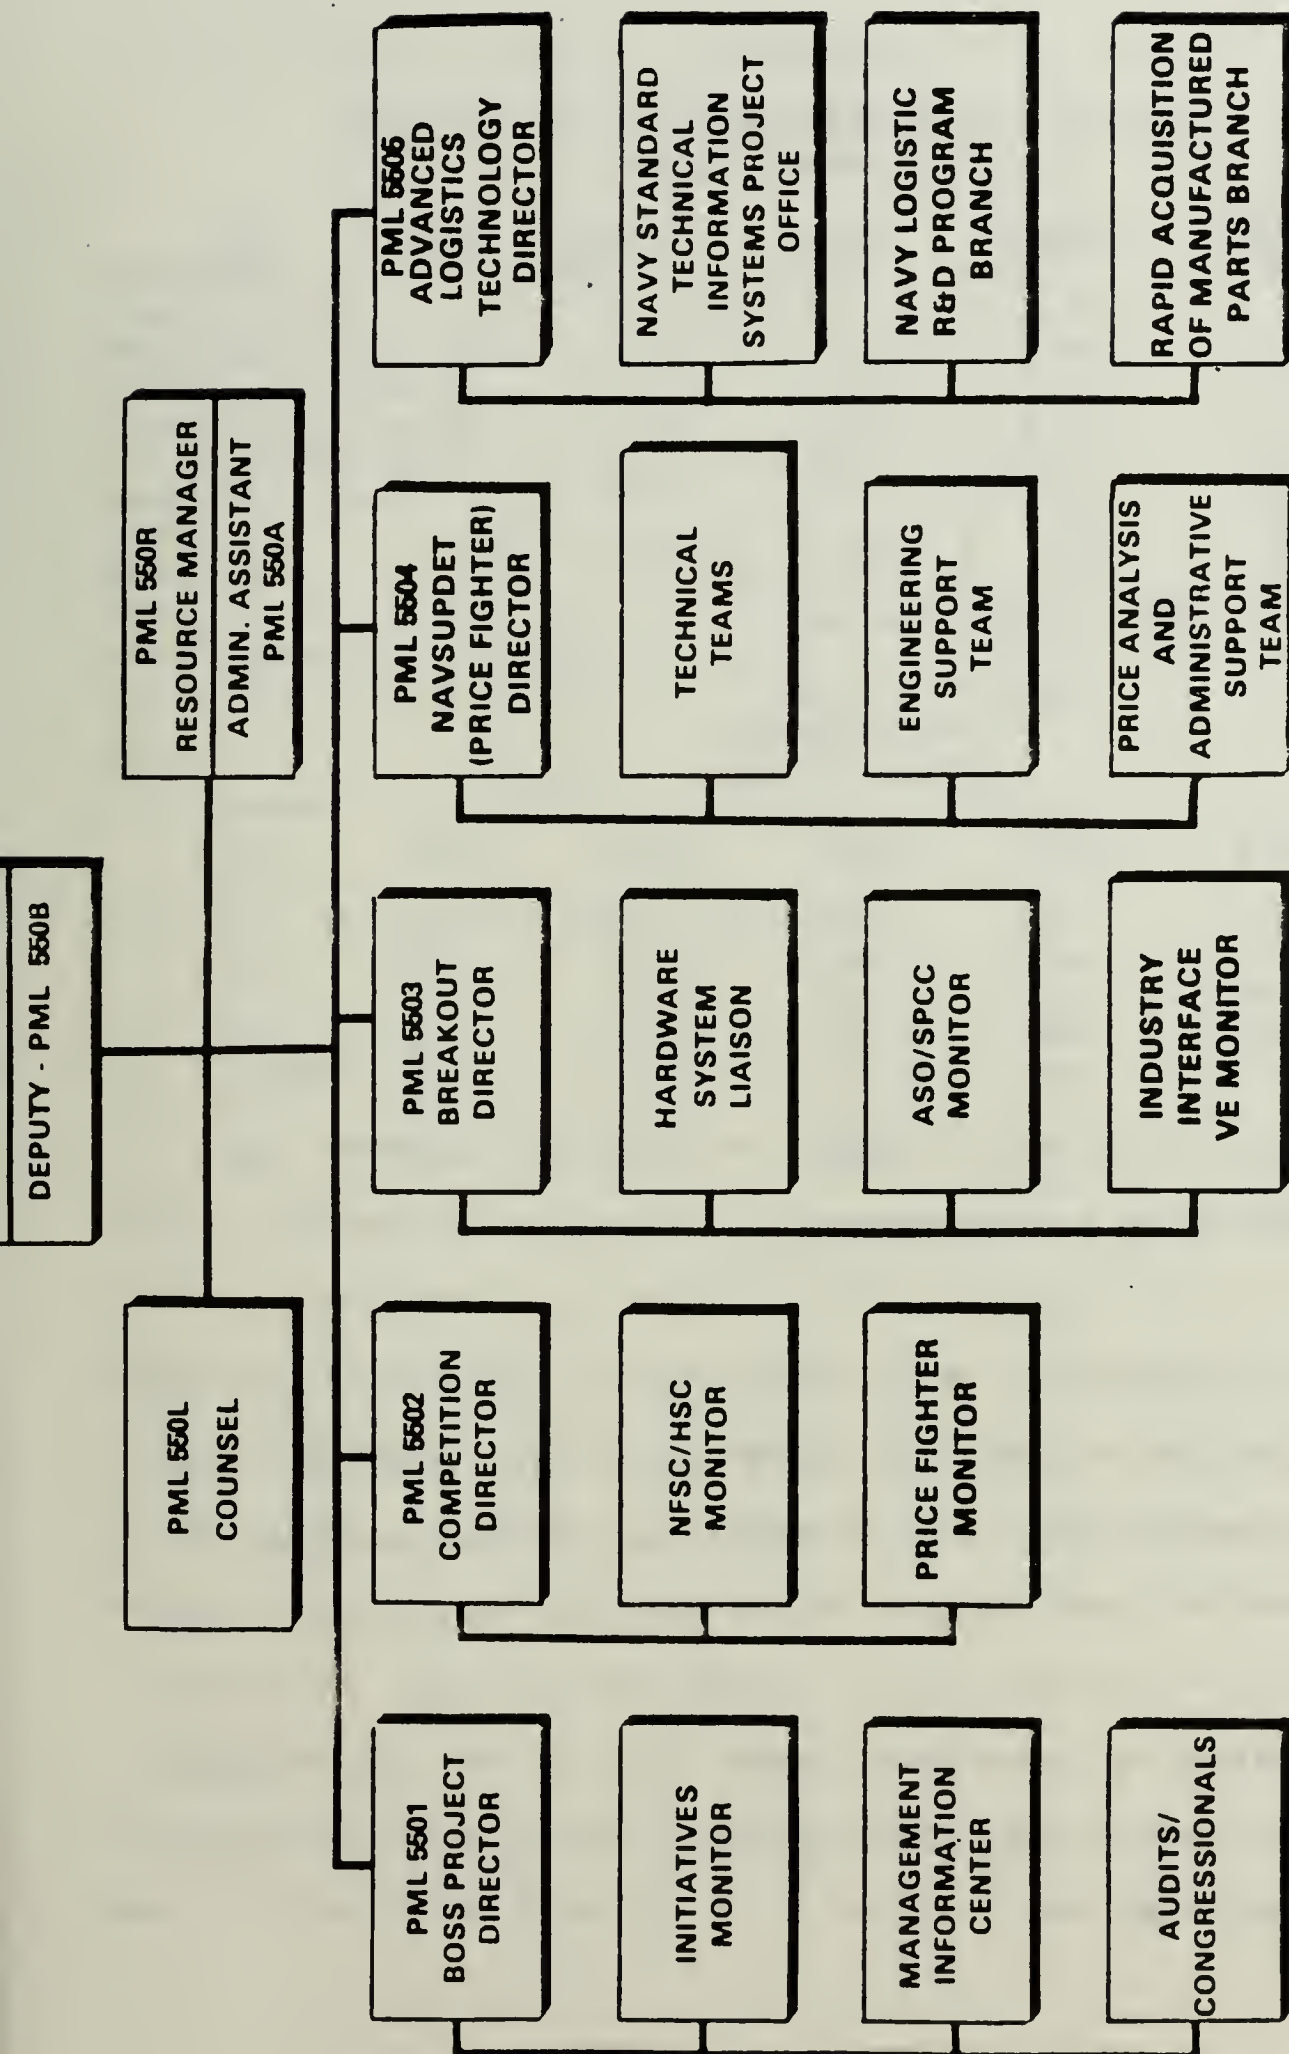 DEPUTY - PML 550B
PML 550L
COUNSEL
PML 550R
RESOURCE MANAGER
ADMIN. ASSISTANT
PML 550A
PML 5501
BOSS PROJECT
DIRECTOR
INITIATIVES
MONITOR
MANAGEMENT
INFORMATION
CENTER
AUDITS/
CONGRESSIONALS
PML 5502
COMPETITION
DIRECTOR
NFSC/HSC
MONITOR
PRICE FIGHTER
MONITOR
PML 5503
BREAKOUT
DIRECTOR
HARDWARE
SYSTEM
LIAISON
ASO/SPCC
MONITOR
INDUSTRY
INTERFACE
VE MONITOR
PML 5504
NAVSUPDET
(PRICE FIGHTER)
DIRECTOR
TECHNICAL
TEAMS
ENGINEERING
SUPPORT
TEAM
PRICE ANALYSIS
AND
ADMINISTRATIVE
SUPPORT
TEAM
PML 5505
ADVANCED
LOGISTICS
TECHNOLOGY
DIRECTOR
NAVY STANDARD
TECHNICAL
INFORMATION
SYSTEMS PROJECT
OFFICE
NAVY LOGISTIC
R&D PROGRAM
BRANCH
RAPID ACQUISITION
OF MANUFACTURED
PARTS BRANCH